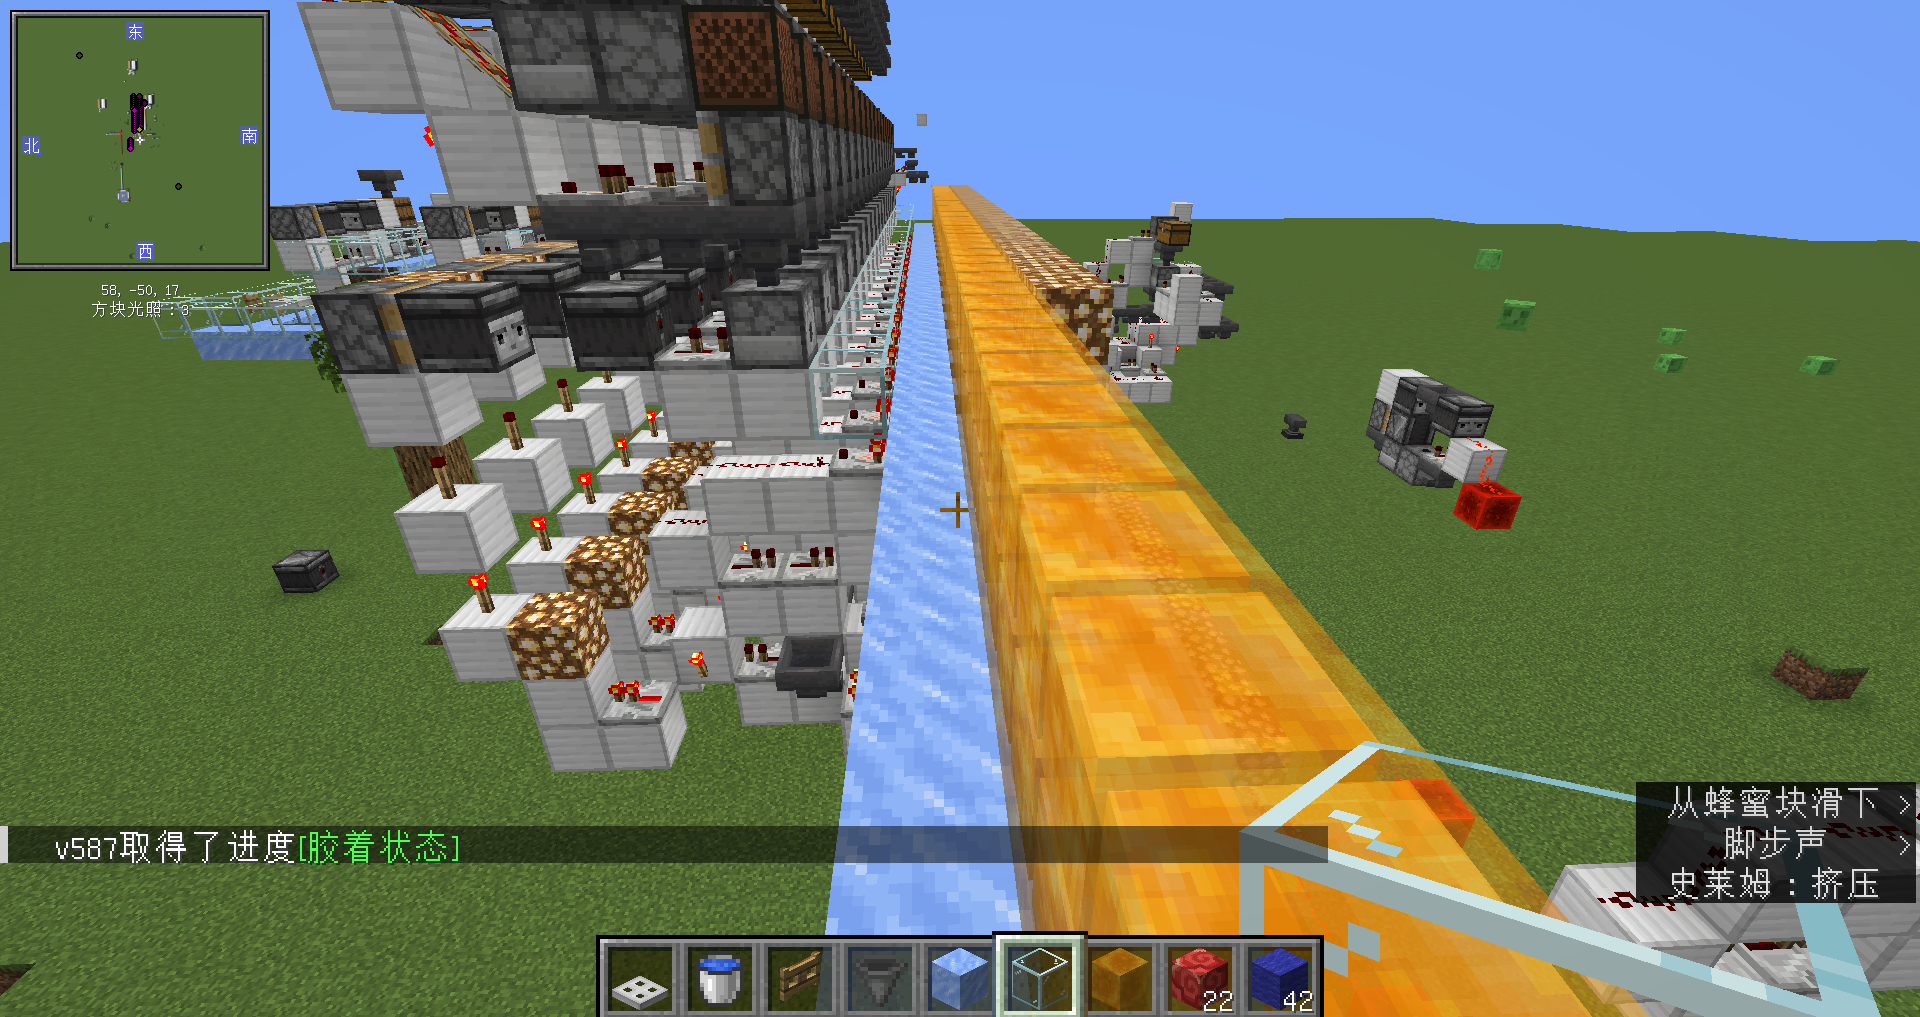 东
北
南
西
58, -50, 17
方块光照：3
v587取得了进度[胶着状态]
从蜂蜜块滑下 >
脚步声 >
史莱姆：挤压
22
42